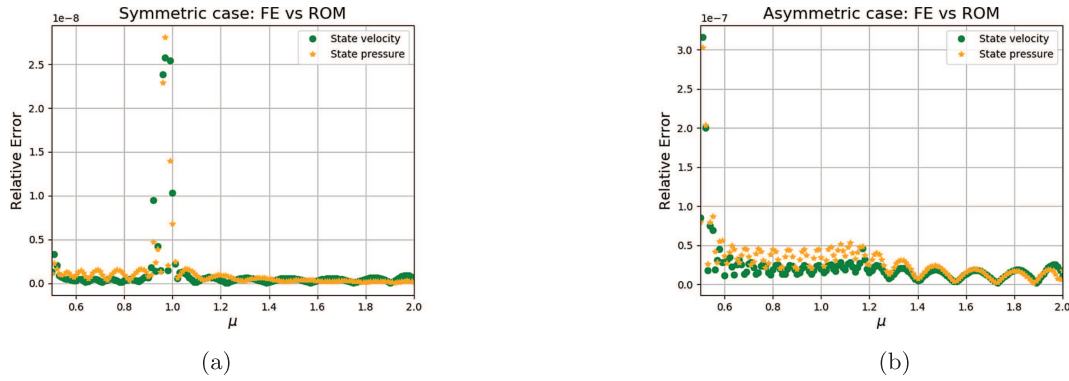 Symmetric case: FE vs ROM
1e-8
State velocity
State pressure
2.5
2.0
1.5
1.0
0.5
0.0
Relative Error
0.6 0.8 1.0 1.2 1.4 1.6 1.8 2.0
μ
(a)
Asymmetric case: FE vs ROM
1e-7
State velocity
State pressure
3.0
2.0
1.0
0.5
0.0
Relative Error
0.6 0.8 1.0 1.2 1.4 1.6 1.8 2.0
μ
(b)